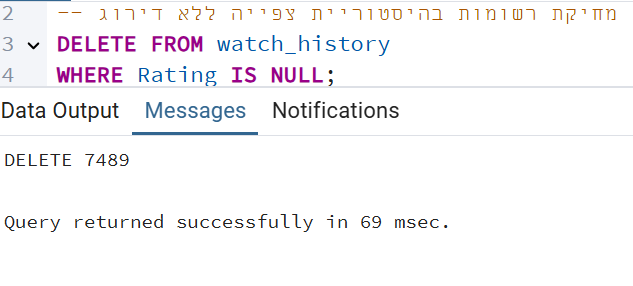 2 -- מחיקת רשומות בהיסטוריית צפייה ללא דירוג
3 DELETE FROM watch_history
4 WHERE Rating IS NULL;
Data Output Messages Notifications
DELETE 7489
Query returned successfully in 69 msec.